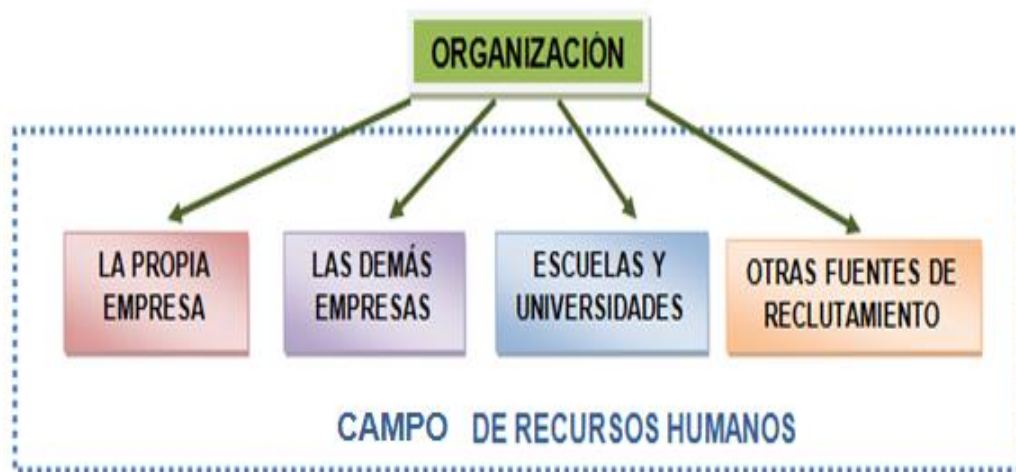 ORGANIZACIÓN
LA PROPIA
EMPRESA
LAS DEMÁS
EMPRESAS
ESCUELAS Y
UNIVERSIDADES
OTRAS FUENTES DE
RECLUTAMIENTO
CAMPO DE RECURSOS HUMANOS